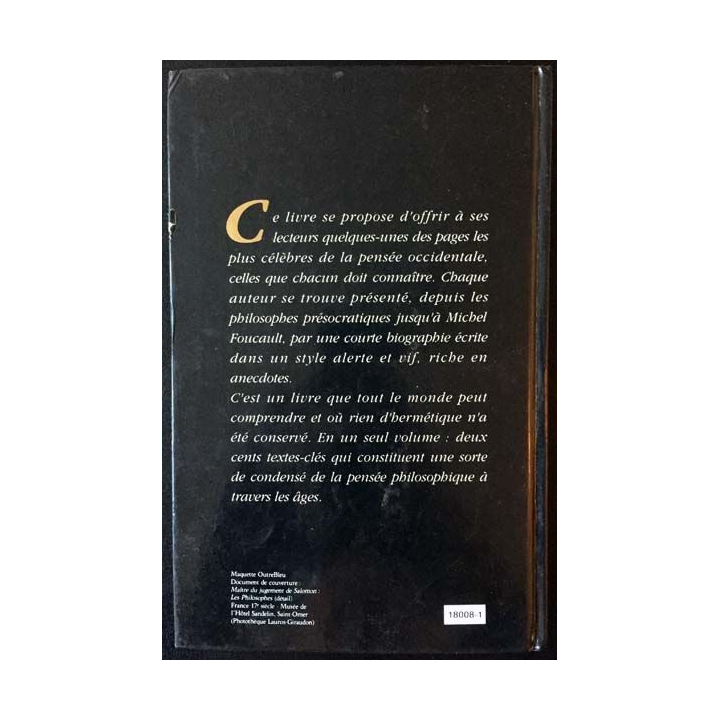 Ce livre se propose d'offrir à ses
lecteurs quelques-unes des pages les
plus célèbres de la pensée occidentale,
celles que chacun doit connaître. Chaque
auteur se trouve présenté, depuis les
philosophes présocratiques jusqu'à Michel
Foucault, par une courte biographie écrite
dans un style alerte et vif, riche en
anecdotes.
C'est un livre que tout le monde peut
comprendre et où rien d'hermétique n'a
été conservé. En un seul volume : deux
cents textes-clés qui constituent une sorte
de condensé de la pensée philosophique à
travers les âges.
Maquette OutreBleu
Document de couverture :
Maître du jugement de Salomon :
Les Philosophes (détail)
France 17e siècle - Musée de
l'Hôtel Sandelin, Saint Omer
(Photothèque Lauros-Giraudon)
18008-1